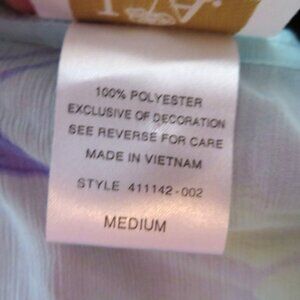 100% POLYESTER
EXCLUSIVE OF DECORATION
SEE REVERSE FOR CARE
MADE IN VIETNAM
STYLE 411142-002
MEDIUM